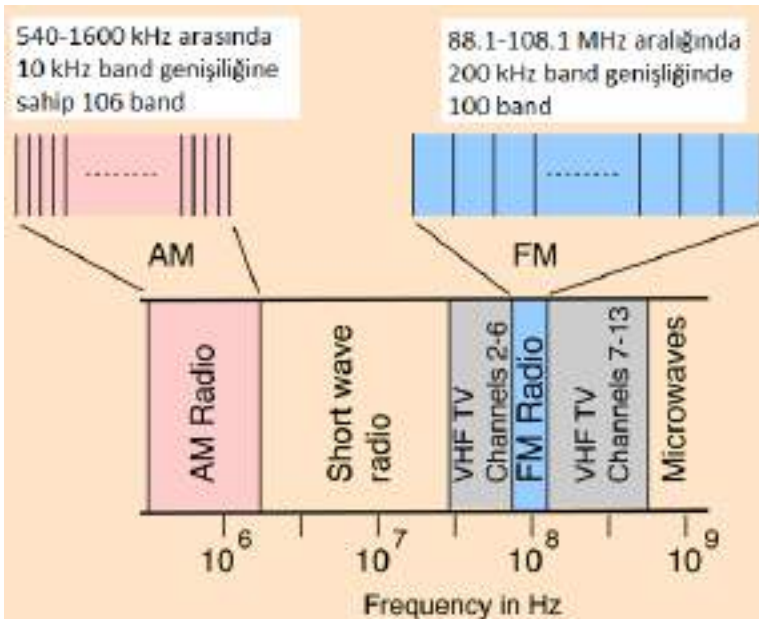 540-1600 kHz arasında
10 kHz band genişiliğine
sahip 106 band
88.1-108.1 MHz aralığında
200 kHz band genişliğinde
100 band
AM
FM
AM Radio
Short wave
radio
VHF TV
Channels 2-6
FM Radio
VHF TV
Channels 7-13
Microwaves
10^6
10^7
10^8
10^9
Frequency in Hz